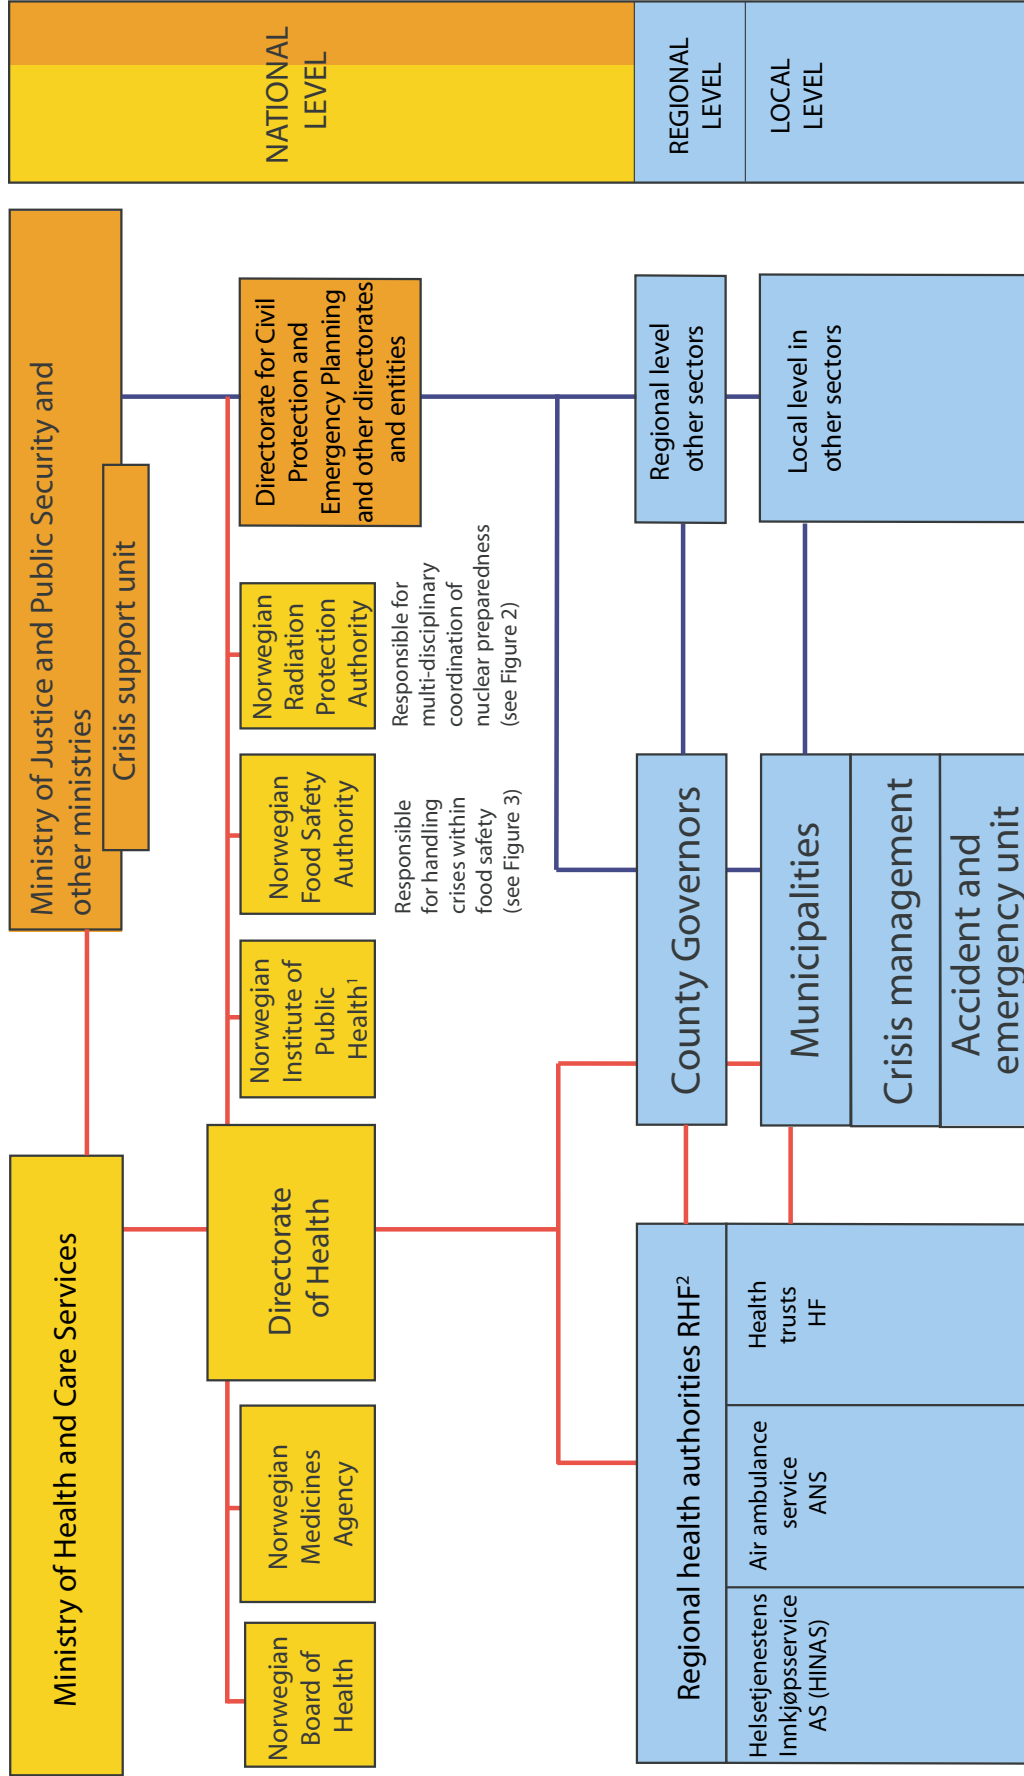 Ministry of Health and Care Services
Ministry of Justice and Public Security and
other ministries
Crisis support unit
NATIONAL
LEVEL
Norwegian
Board of
Health
Norwegian
Medicines
Agency
Directorate
of Health
Norwegian
Institute of
Public
Health1
Norwegian
Food Safety
Authority
Norwegian
Radiation
Protection
Authority
Directorate for Civil
Protection and
Emergency Planning
and other directorates
and entities
Responsible
for handling
crises within
food safety
(see Figure 3)
Responsible for
multi-disciplinary
coordination of
nuclear preparedness
(see Figure 2)
Regional health authorities RHF2
County Governors
Regional level
other sectors
REGIONAL
LEVEL
Helsetjenestens
Innkjøpsservice
AS (HINAS)
Air ambulance
service
ANS
Health
trusts
HF
Municipalities
Crisis management
Accident and
emergency unit
Local level in
other sectors
LOCAL
LEVEL